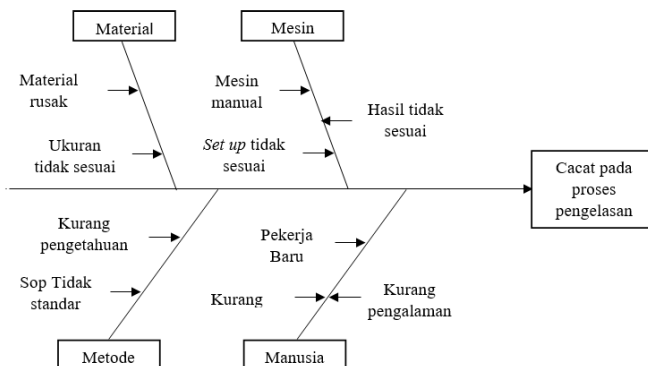 Material
Mesin
Material
rusak
Mesin
manual
Hasil tidak
sesuai
Ukuran
tidak sesuai
Set up tidak
sesuai
Cacat pada
proses
pengelasan
Kurang
pengetahuan
Pekerja
Baru
Sop Tidak
standar
Kurang
Kurang
pengalaman
Metode
Manusia